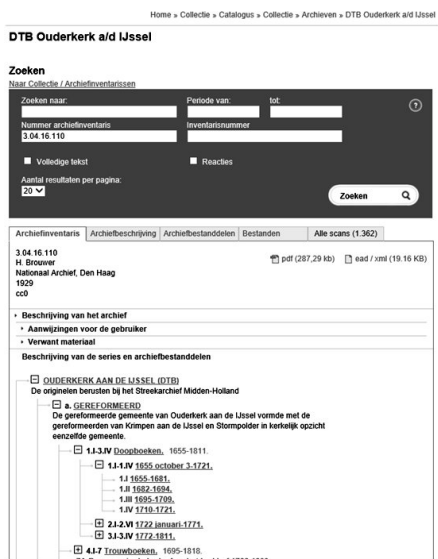 Home » Collectie » Catalogus » Collectie » Archieven » DTB Ouderkerk a/d IJssel
DTB Ouderkerk a/d IJssel
Zoeken
Naar Collectie / Archiefinventarissen
Zoeken naar: Periode van: tot:
Nummer archiefinventaris Inventarisnummer
3.04.16.110
Volledige tekst Reacties
Aantal resultaten per pagina:
20 Zoeken
Archiefinventaris Archiefbeschrijving Archiefbestanddelen Bestanden Alle scans (1.362)
3.04.16.110 pdf (287,29 kb) ead / xml (19.16 KB)
H. Brouwer
Nationaal Archief, Den Haag
1929
cc0
Beschrijving van het archief
Aanwijzingen voor de gebruiker
Verwant materiaal
Beschrijving van de series en archiefbestanddelen
OUDERKERK AAN DE IJSSEL (DTB)
De originelen berusten bij het Streekarchief Midden-Holland
a. GEREFORMEERD
De gereformeerde gemeente van Ouderkerk aan de IJssel vormde met de
gereformeerden van Krimpen aan de IJssel en Stormpolder in kerkelijk opzicht
eenzelfde gemeente.
1.I-3.IV Doopboeken, 1655-1811.
1.I-1.IV 1655 october 3-1721.
1.I 1655-1681.
1.II 1682-1694.
1.III 1695-1709.
1.IV 1710-1721.
2.I-2.VI 1722 januari-1771.
3.I-3.IV 1772-1811.
4.I-7 Trouwboeken, 1695-1818.